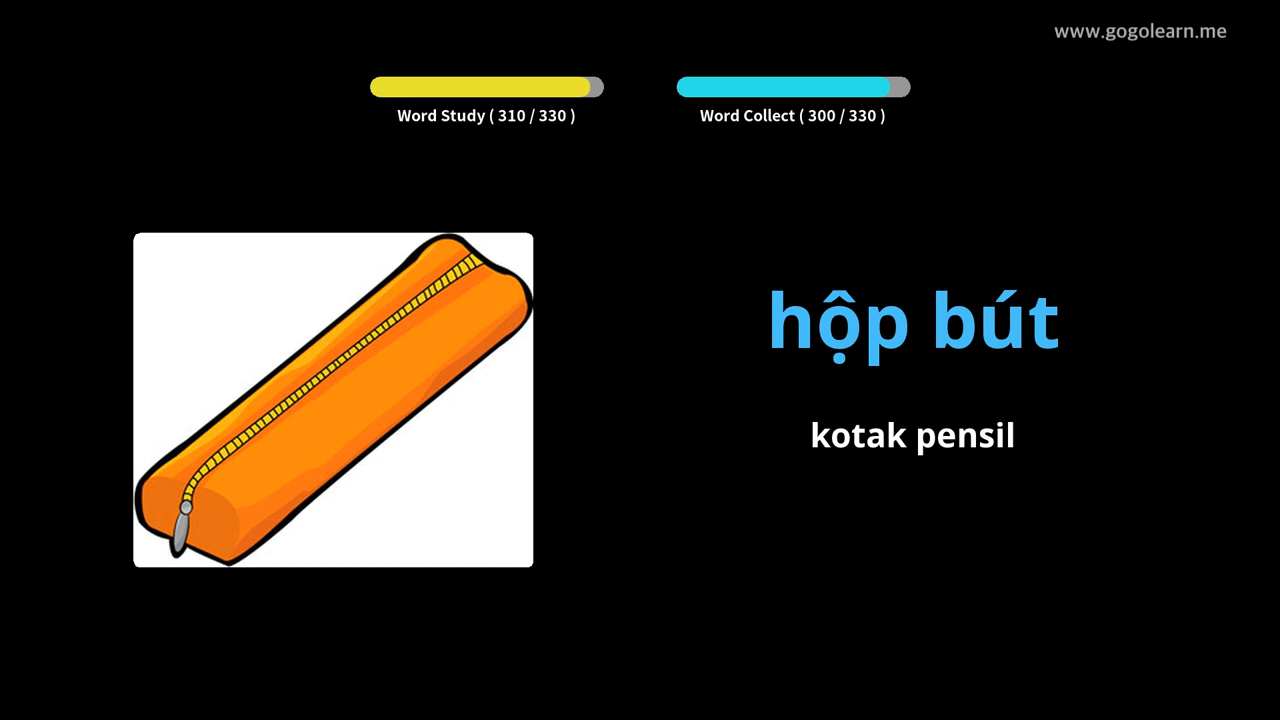 www.gogolearn.me
Word Study ( 310 / 330 )
Word Collect ( 300 / 330 )
hộp bút
kotak pensil